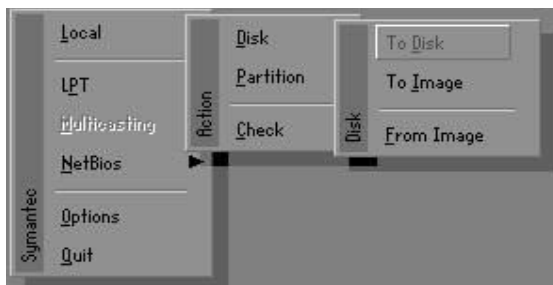 Local
LPT
Multicasting
NetBios
Options
Quit
Symantec
Disk
Partition
Check
Action
To Disk
To Image
From Image
Disk